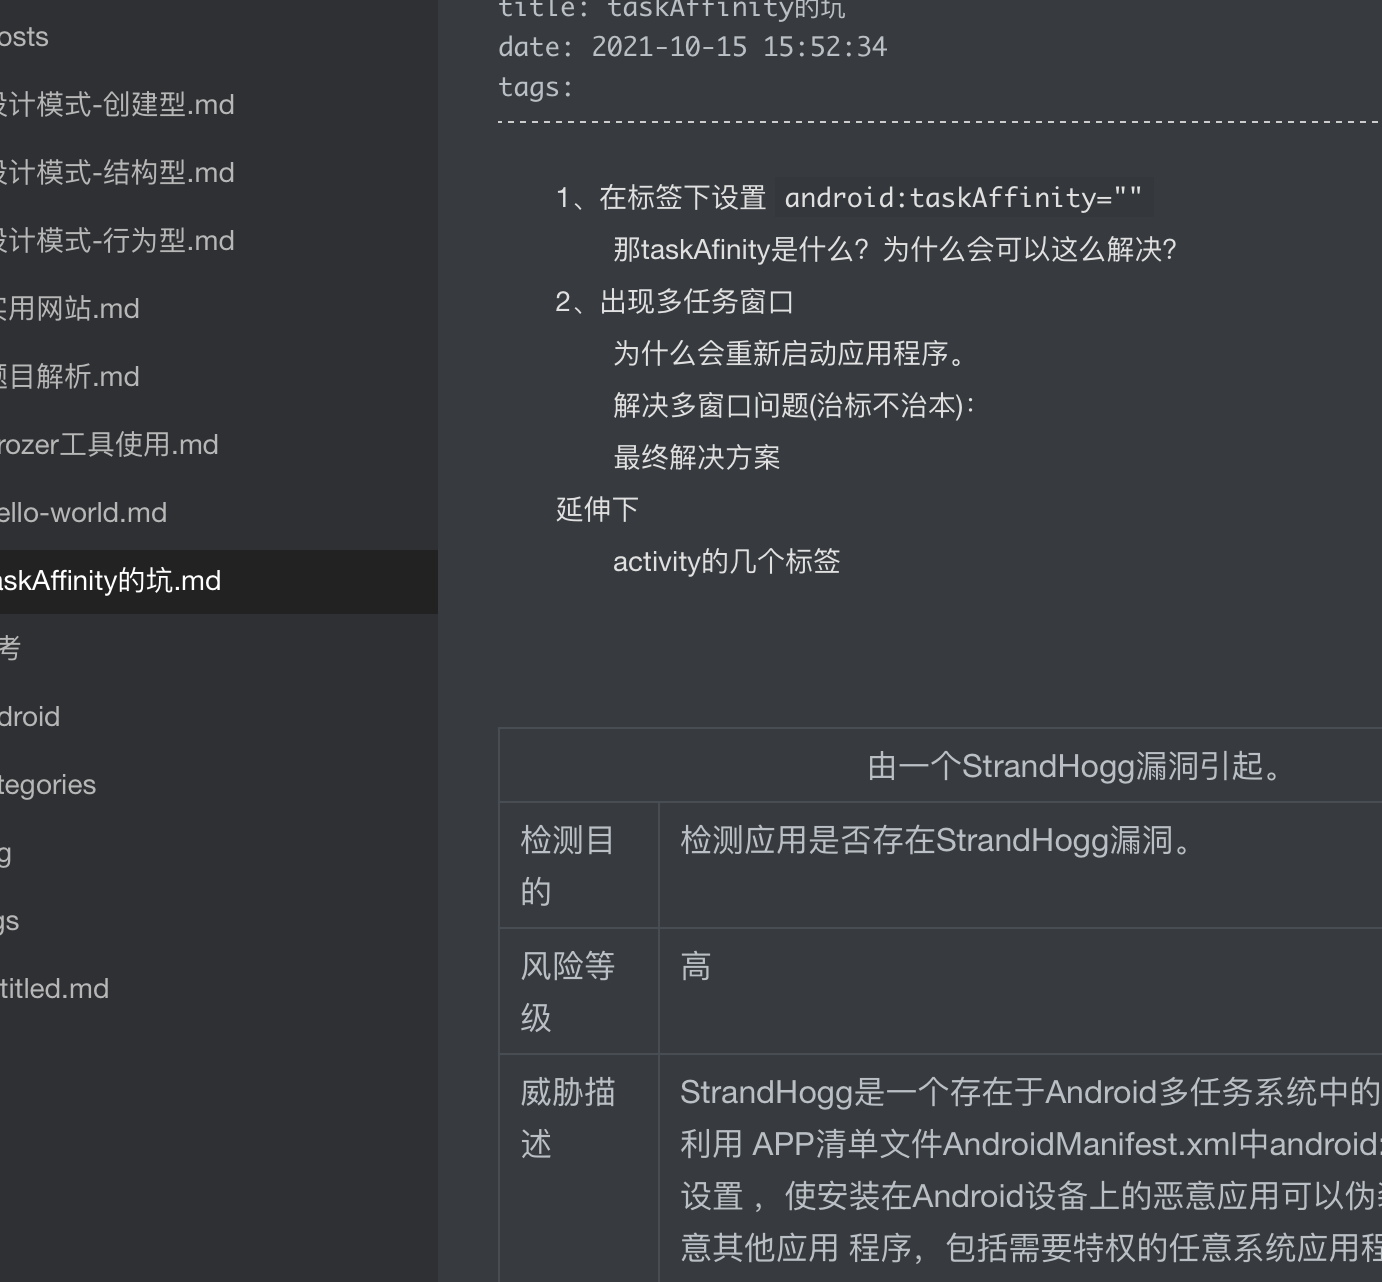 osts
设计模式-创建型.md
设计模式-结构型.md
设计模式-行为型.md
实用网站.md
题目解析.md
rozer工具使用.md
ello-world.md
askAffinity的坑.md
考
droid
tegories
g
gs
titled.md
title: taskAffinity的坑
date: 2021-10-15 15:52:34
tags:
1、在标签下设置 android:taskAffinity=""
那taskAfinity是什么？为什么会可以这么解决？
2、出现多任务窗口
为什么会重新启动应用程序。
解决多窗口问题(治标不治本)：
最终解决方案
延伸下
activity的几个标签
由一个StrandHogg漏洞引起。
检测目
的
检测应用是否存在StrandHogg漏洞。
风险等
级
高
威胁描
述
StrandHogg是一个存在于Android多任务系统中的
利用 APP清单文件AndroidManifest.xml中android:
设置 ，使安装在Android设备上的恶意应用可以伪
意其他应用 程序，包括需要特权的任意系统应用程